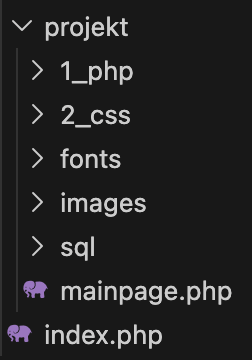 projekt
1_php
2_css
fonts
images
sql
mainpage.php
index.php